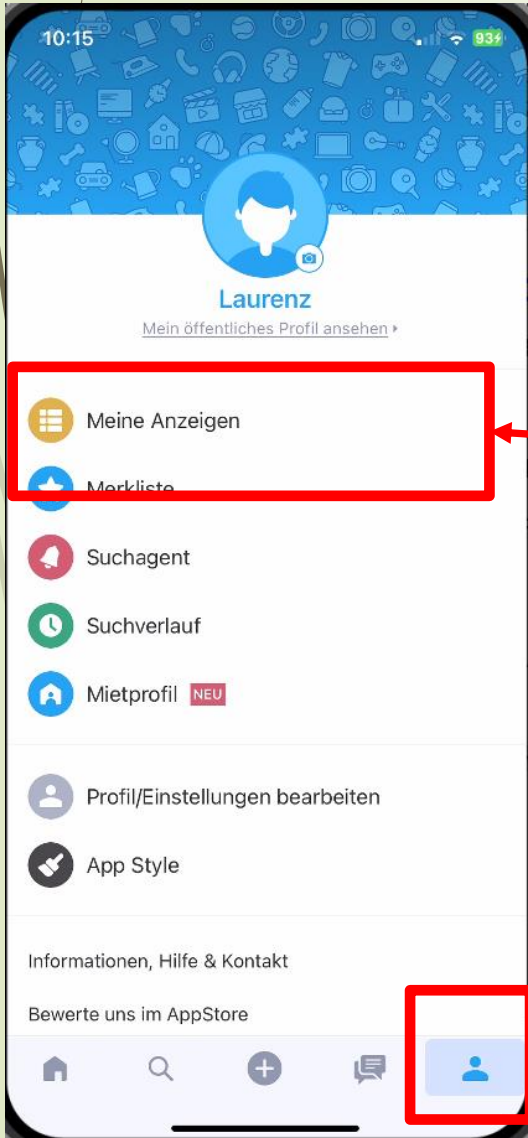 10:15
93
Laurenz
Mein öffentliches Profil ansehen
Meine Anzeigen
Merkliste
Suchagent
Suchverlauf
Mietprofil NEU
Profil/Einstellungen bearbeiten
App Style
Informationen, Hilfe & Kontakt
Bewerte uns im AppStore